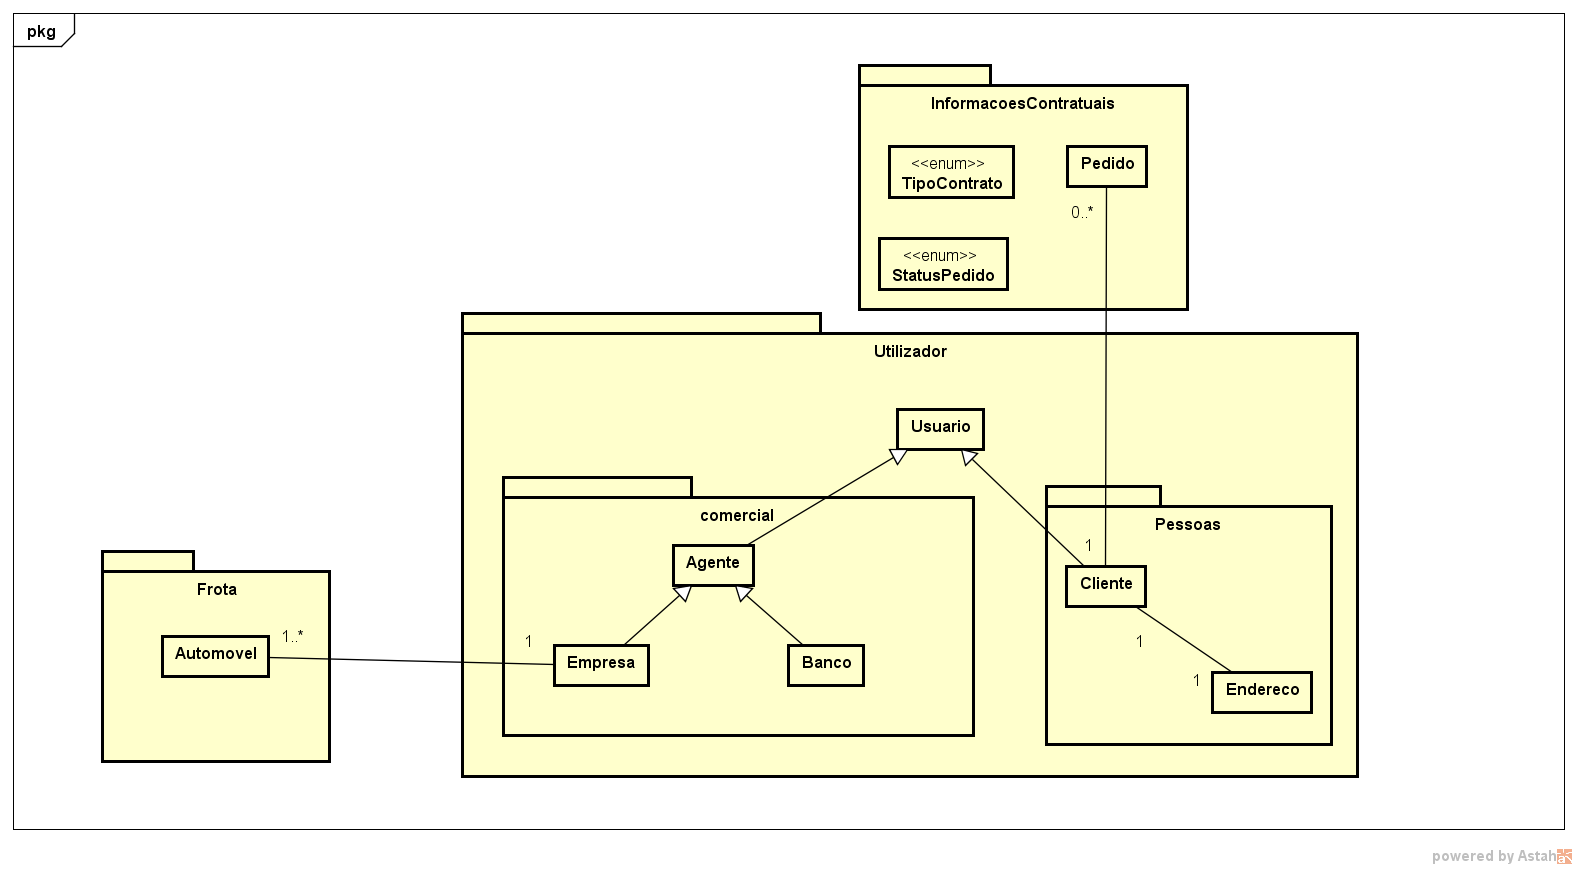 pkg
InformacoesContratuais
<<enum>>
TipoContrato
Pedido
0..*
<<enum>>
StatusPedido
Utilizador
Usuario
comercial
Pessoas
Agente
1
Cliente
Frota
1..*
Automovel
1
Empresa
Banco
1
1
Endereco
powered by Astah